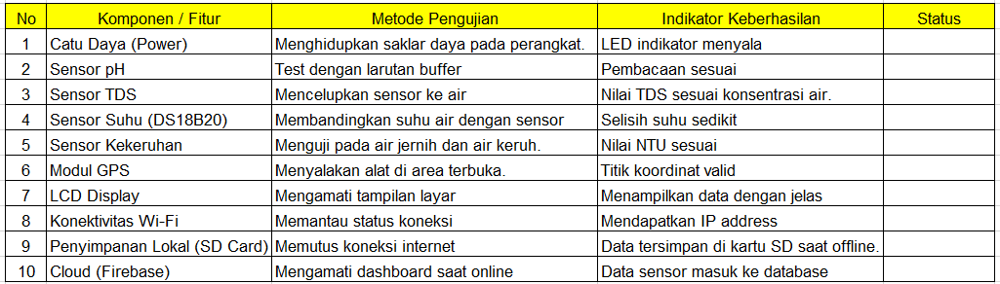 No Komponen / Fitur Metode Pengujian Indikator Keberhasilan Status
1 Catu Daya (Power) Menghidupkan saklar daya pada perangkat. LED indikator menyala
2 Sensor pH Test dengan larutan buffer Pembacaan sesuai
3 Sensor TDS Mencelupkan sensor ke air Nilai TDS sesuai konsentrasi air.
4 Sensor Suhu (DS18B20) Membandingkan suhu air dengan sensor Selisih suhu sedikit
5 Sensor Kekeruhan Menguji pada air jernih dan air keruh. Nilai NTU sesuai
6 Modul GPS Menyalakan alat di area terbuka. Titik koordinat valid
7 LCD Display Mengamati tampilan layar Menampilkan data dengan jelas
8 Konektivitas Wi-Fi Memantau status koneksi Mendapatkan IP address
9 Penyimpanan Lokal (SD Card) Memutus koneksi internet Data tersimpan di kartu SD saat offline.
10 Cloud (Firebase) Mengamati dashboard saat online Data sensor masuk ke database